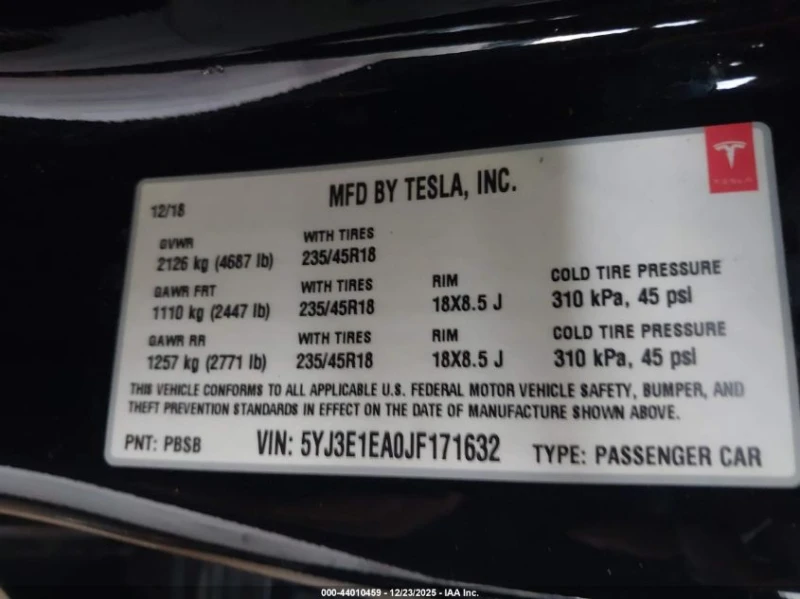 TESLA
MFD BY TESLA, INC.
12/18
GVWR WITH TIRES
2126 kg (4687 lb) 235/45R18
GAWR FRT WITH TIRES RIM COLD TIRE PRESSURE
1110 kg (2447 lb) 235/45R18 18X8.5 J 310 kPa, 45 psi
GAWR RR WITH TIRES RIM COLD TIRE PRESSURE
1257 kg (2771 lb) 235/45R18 18X8.5 J 310 kPa, 45 psi
THIS VEHICLE CONFORMS TO ALL APPLICABLE U.S. FEDERAL MOTOR VEHICLE SAFETY, BUMPER, AND
THEFT PREVENTION STANDARDS IN EFFECT ON THE DATE OF MANUFACTURE SHOWN ABOVE.
PNT: PBSB VIN: 5YJ3E1EA0JF171632 TYPE: PASSENGER CAR
000-44010459 - 12/23/2025 - IAA Inc.